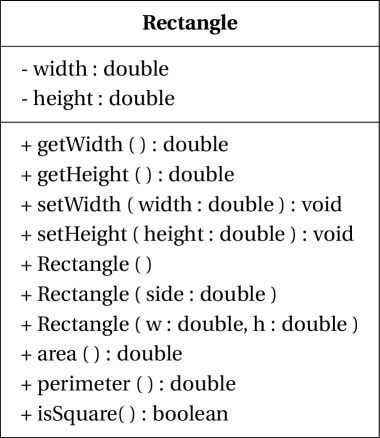 Rectangle
- width : double
- height : double
+ getWidth ( ) : double
+ getHeight ( ) : double
+ setWidth ( width : double ) : void
+ setHeight ( height : double ) : void
+ Rectangle ( )
+ Rectangle ( side : double )
+ Rectangle ( w : double, h : double )
+ area ( ) : double
+ perimeter ( ) : double
+ isSquare() : boolean